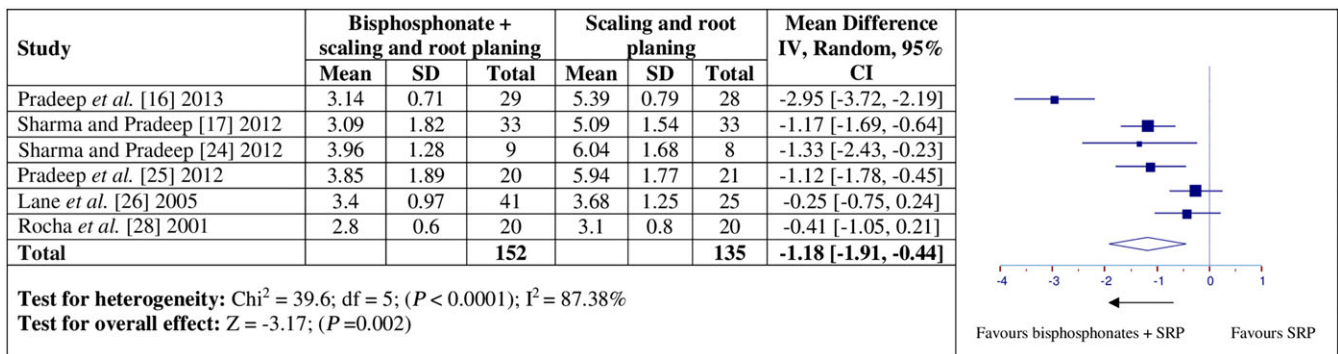 Study Bisphosphonate + scaling and root planing Scaling and root planing Mean Difference IV, Random, 95% CI
Mean SD Total Mean SD Total
Pradeep et al. [16] 2013 3.14 0.71 29 5.39 0.79 28 -2.95 [-3.72, -2.19]
Sharma and Pradeep [17] 2012 3.09 1.82 33 5.09 1.54 33 -1.17 [-1.69, -0.64]
Sharma and Pradeep [24] 2012 3.96 1.28 9 6.04 1.68 8 -1.33 [-2.43, -0.23]
Pradeep et al. [25] 2012 3.85 1.89 20 5.94 1.77 21 -1.12 [-1.78, -0.45]
Lane et al. [26] 2005 3.4 0.97 41 3.68 1.25 25 -0.25 [-0.75, 0.24]
Rocha et al. [28] 2001 2.8 0.6 20 3.1 0.8 20 -0.41 [-1.05, 0.21]
Total 152 135 -1.18 [-1.91, -0.44]
Test for heterogeneity: Chi² = 39.6; df = 5; (P < 0.0001); I² = 87.38%
Test for overall effect: Z = -3.17; (P =0.002)
-4 -3 -2 -1 0 1
Favours bisphosphonates + SRP Favours SRP